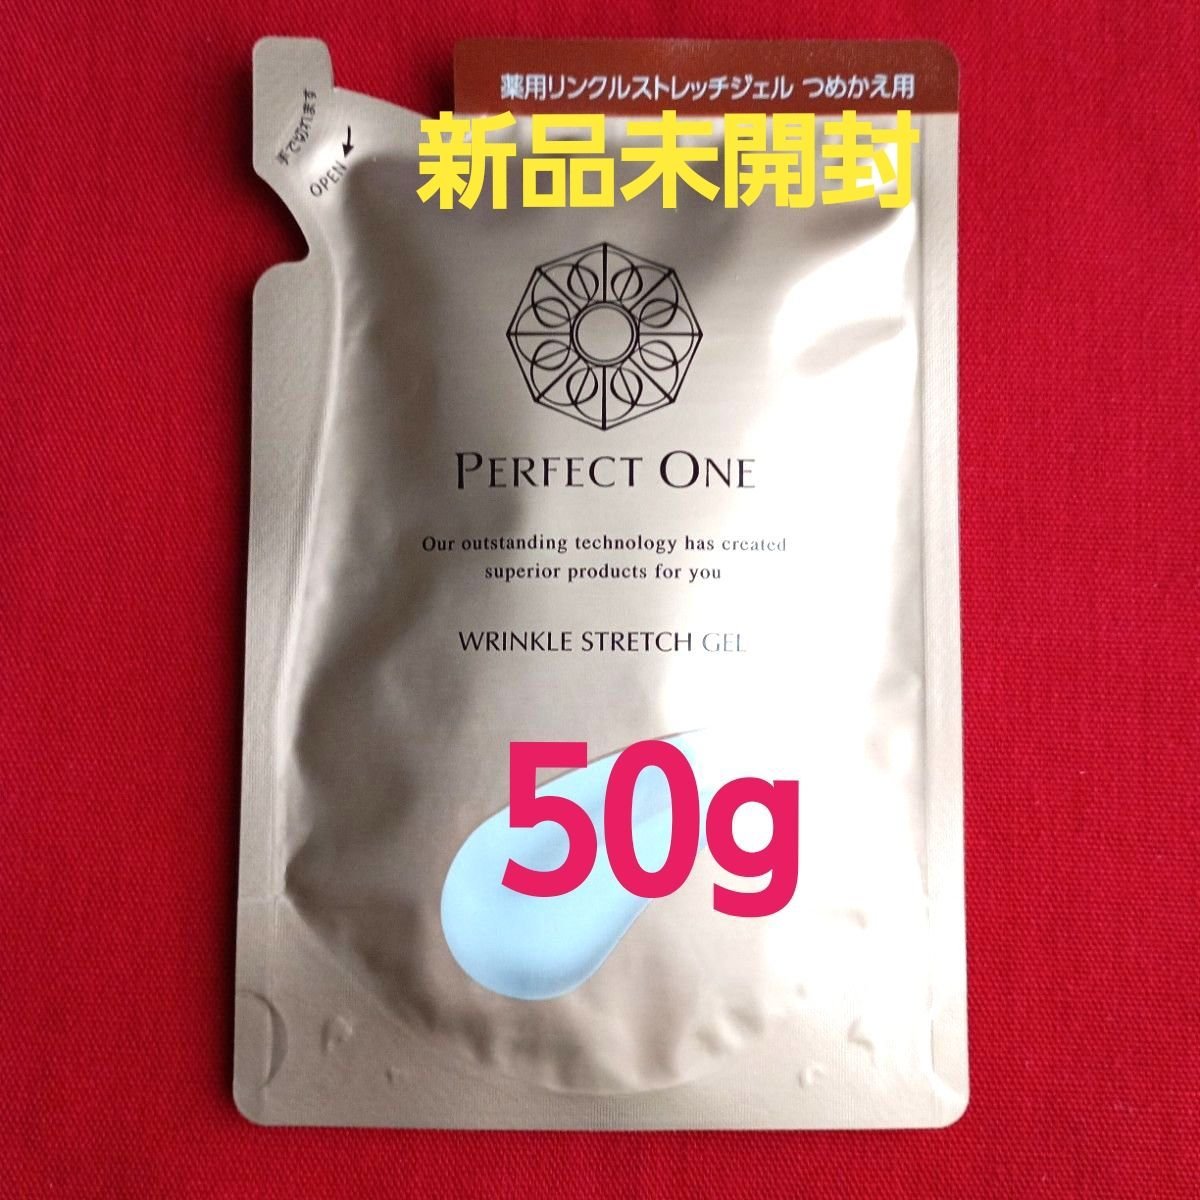 薬用リンクルストレッチジェル つめかえ用
手で切れます
OPEN
新品未開封
PERFECT ONE
Our outstanding technology has created
superior products for you
WRINKLE STRETCH GEL
50g